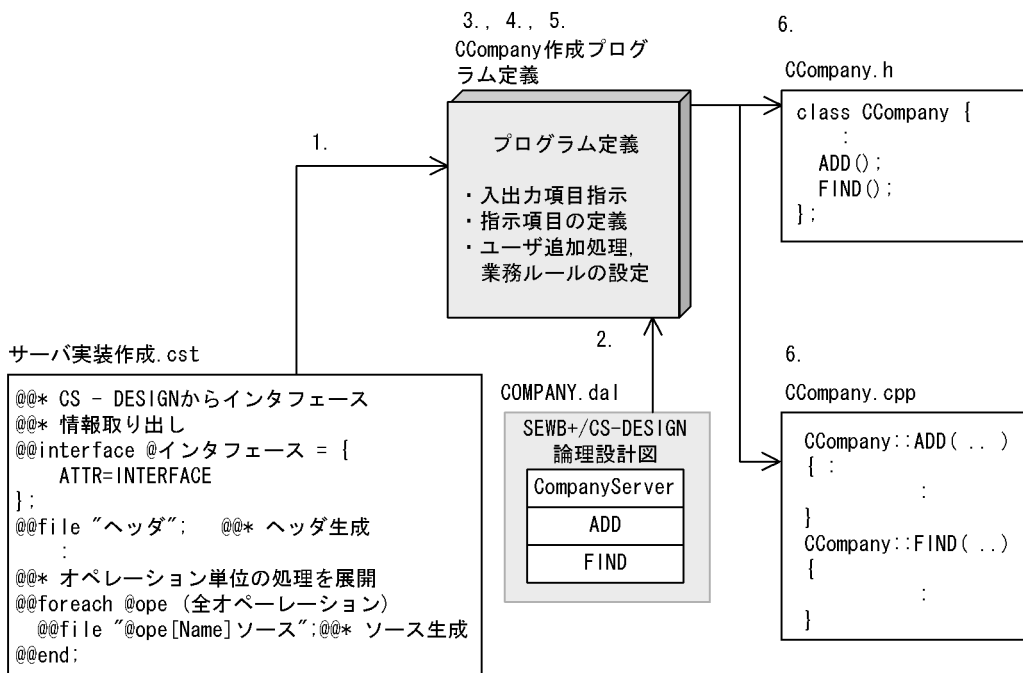 3., 4., 5.
CCompany作成プログ
ラム定義
プログラム定義
・入出力項目指示
・指示項目の定義
・ユーザ追加処理,
業務ルールの設定
1.
2.
6.
CCompany.h
class CCompany {
:
ADD();
FIND();
};
サーバ実装作成.cst
@@* CS - DESIGNからインタフェース
@@* 情報取り出し
@@interface @インタフェース = {
ATTR=INTERFACE
};
@@file "ヘッダ"; @@* ヘッダ生成
:
@@* オペレーション単位の処理を展開
@@foreach @ope (全オペーレーション)
@@file "@ope[Name]ソース";@@* ソース生成
@@end;
COMPANY.dal
SEWB+/CS-DESIGN
論理設計図
CompanyServer
ADD
FIND
6.
CCompany.cpp
CCompany::ADD( .. )
{ :
:
}
CCompany::FIND( ..)
{
:
}